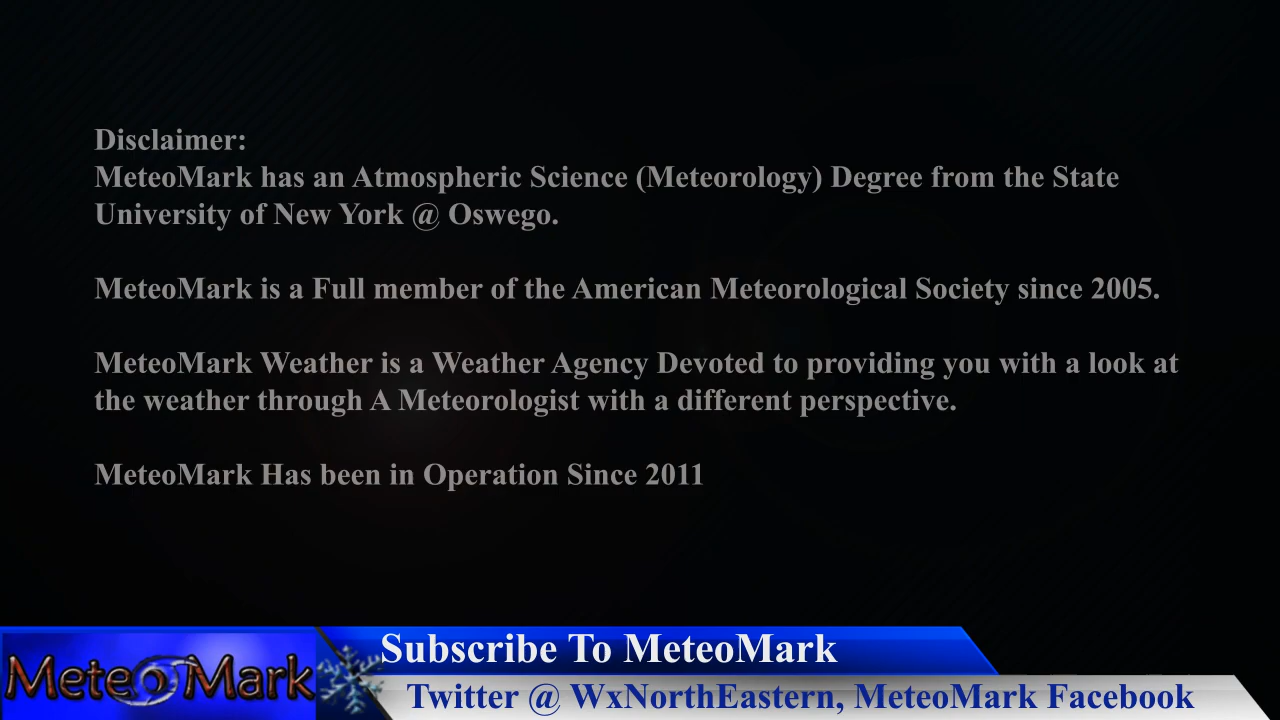 Disclaimer:
MeteoMark has an Atmospheric Science (Meteorology) Degree from the State
University of New York @ Oswego.
MeteoMark is a Full member of the American Meteorological Society since 2005.
MeteoMark Weather is a Weather Agency Devoted to providing you with a look at
the weather through A Meteorologist with a different perspective.
MeteoMark Has been in Operation Since 2011
Subscribe To MeteoMark
MeteoMark
Twitter @ WxNorthEastern, MeteoMark Facebook